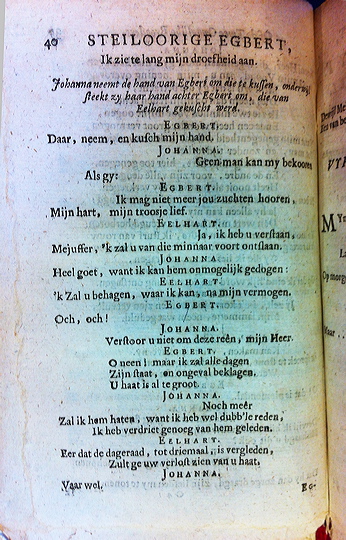 40 STEILOORIGE EGBERT,
Ik zie te lang mijn droefheid aan.
Johanna neemt de hand van Egbert om die te kussen, onderwijl
steekt zy haar hand achter Egbert om, die van
Eelhart gekuscht werd.
EGBERT.
Daar, neem, en kusch mijn hand.
JOHANNA.
Geen man kan my bekooren
Als gy:
EGBERT.
Ik mag niet meer jou zuchten hooren,
Mijn hart, mijn troosje lief.
EELHART.
Ja, ik heb u verstaan,
Mejuffer, 'k zal u van die minnaar voort ontslaan.
JOHANNA.
Heel goet, want ik kan hem onmogelijk gedogen:
EELHART.
'k Zal u behagen, waar ik kan, na mijn vermogen.
EGBERT.
Och, och!
JOHANNA.
Verstoor u niet om deze reên, mijn Heer.
EGBERT.
O neen! maar ik zal alle dagen
Zijn staat, en ongeval beklagen.
U haat is al te groot.
JOHANNA.
Noch meêr
Zal ik hem haten, want ik heb wel dubb'le reden,
Ik heb verdriet genoeg van hem geleden.
EELHART.
Eer dat de dageraad, tot driemaal, is vergleden,
Zult ge uw verlost zien van u haat.
JOHANNA.
Vaar wel. EG-